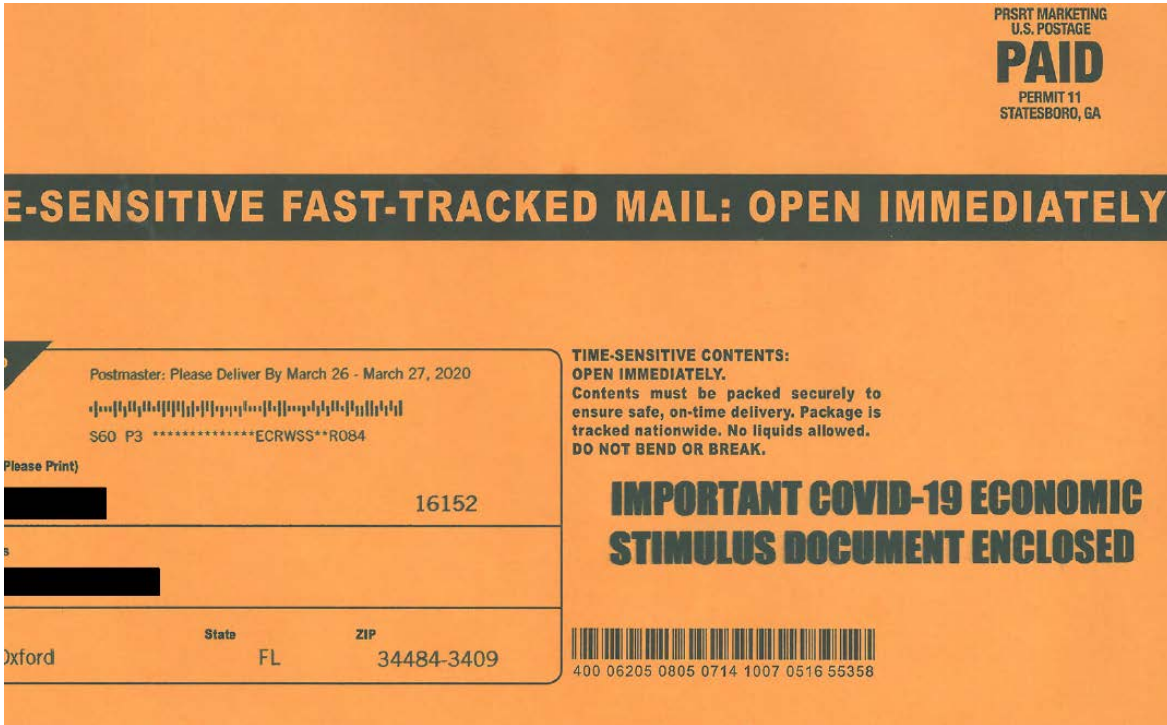 PRSRT MARKETING
U.S. POSTAGE
PAID
PERMIT 11
STATESBORO, GA
E-SENSITIVE FAST-TRACKED MAIL: OPEN IMMEDIATELY
Postmaster: Please Deliver By March 26 - March 27, 2020
S60 P3 **************ECRWSS**R084
Please Print)
16152
s
State
ZIP
Oxford
FL
34484-3409
TIME-SENSITIVE CONTENTS:
OPEN IMMEDIATELY.
Contents must be packed securely to
ensure safe, on-time delivery. Package is
tracked nationwide. No liquids allowed.
DO NOT BEND OR BREAK.
IMPORTANT COVID-19 ECONOMIC
STIMULUS DOCUMENT ENCLOSED
400 06205 0805 0714 1007 0516 55358